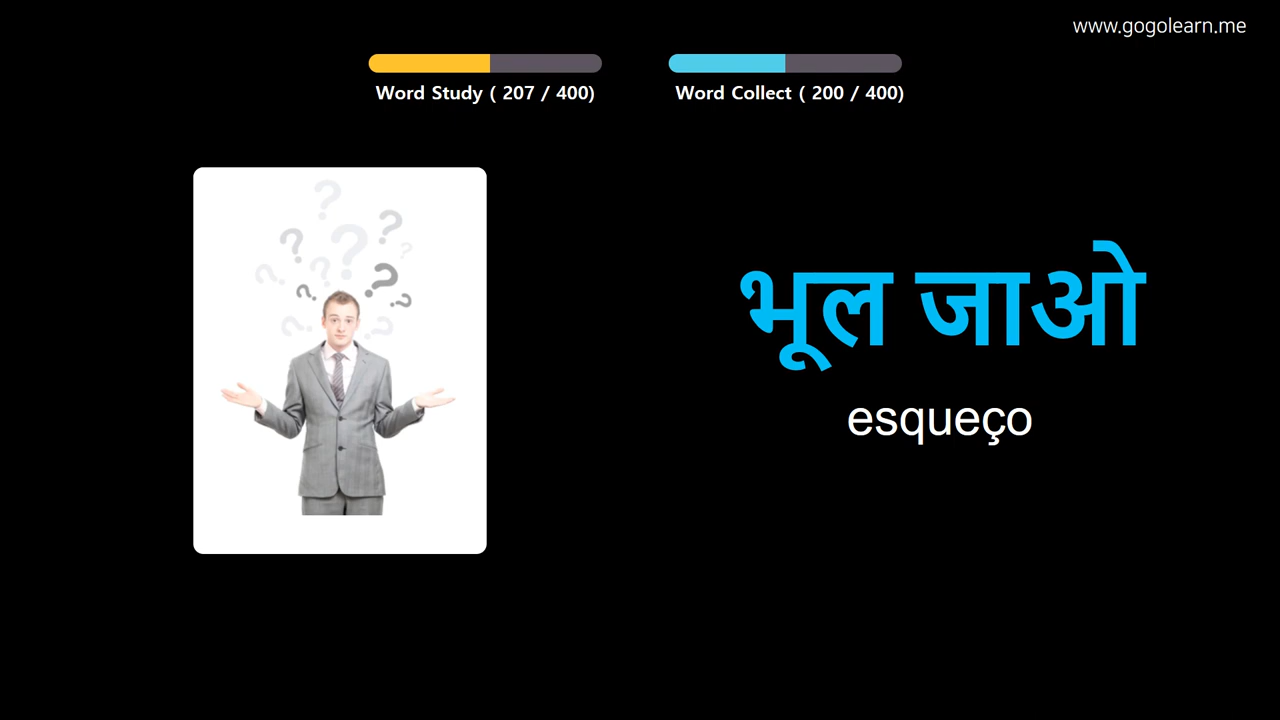 www.gogolearn.me
Word Study ( 207 / 400)
Word Collect ( 200 / 400)
भूल जाओ
esqueço